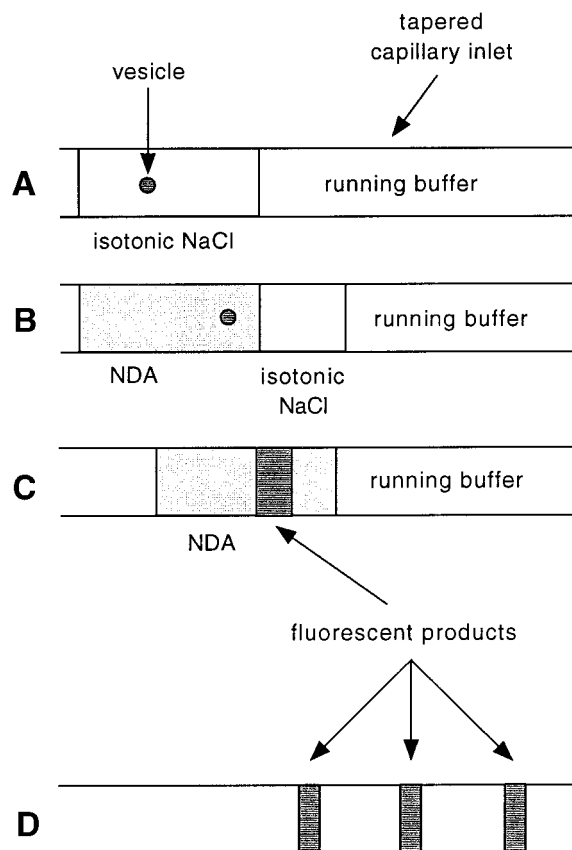 tapered
capillary inlet
vesicle
A
running buffer
isotonic NaCl
B
running buffer
NDA
isotonic
NaCl
C
running buffer
NDA
fluorescent products
D